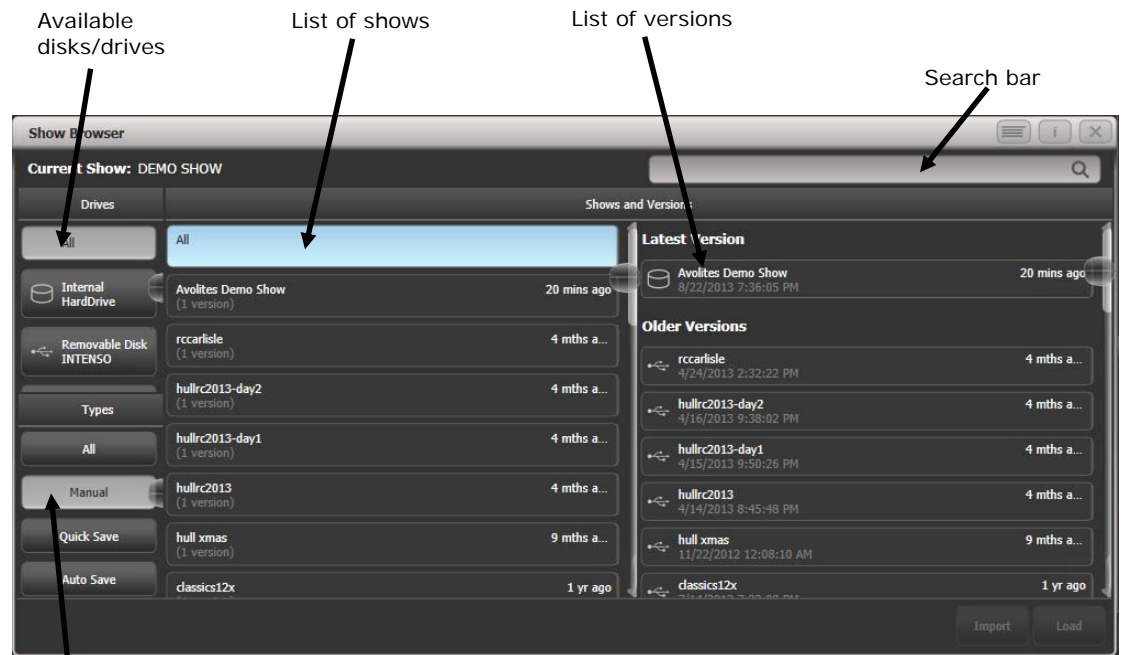 Available
disks/drives
List of shows
List of versions
Search bar
Show Browser
Current Show: DEMO SHOW
Drives
Shows and Versions
All
Internal
HardDrive
Removable Disk
INTENSO
Types
All
Manual
Quick Save
Auto Save
All
Avolites Demo Show
20 mins ago
(1 version)
rccarlisle
4 mths a...
(1 version)
hullrc2013-day2
4 mths a...
(1 version)
hullrc2013-day1
4 mths a...
(1 version)
hullrc2013
4 mths a...
(1 version)
hull xmas
9 mths a...
(1 version)
classics12x
1 yr ago
Latest Version
Avolites Demo Show
20 mins ago
8/22/2013 7:36:05 PM
Older Versions
rccarlisle
4 mths a...
4/24/2013 2:32:22 PM
hullrc2013-day2
4 mths a...
4/16/2013 9:38:02 PM
hullrc2013-day1
4 mths a...
4/15/2013 9:50:26 PM
hullrc2013
4 mths a...
4/14/2013 8:45:48 PM
hull xmas
9 mths a...
11/22/2012 12:08:10 AM
classics12x
1 yr ago
Import
Load